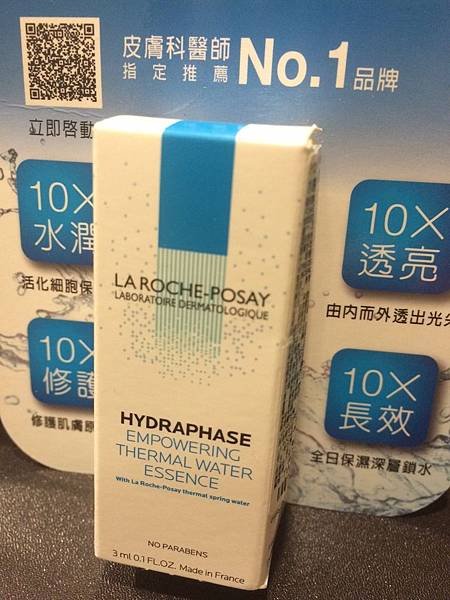 皮膚科醫師
指定推薦
No.1品牌
立即啓動
10X
水潤
活化細胞保
10X
修護
修護肌膚原
10X
透亮
由內而外透出光
10X
長效
全日保濕深層鎖水
LA ROCHE-POSAY
LABORATOIRE DERMATOLOGIQUE
HYDRAPHASE
EMPOWERING
THERMAL WATER
ESSENCE
With La Roche-Posay thermal spring water
NO PARABENS
3 ml 0.1 FL.OZ. Made in France